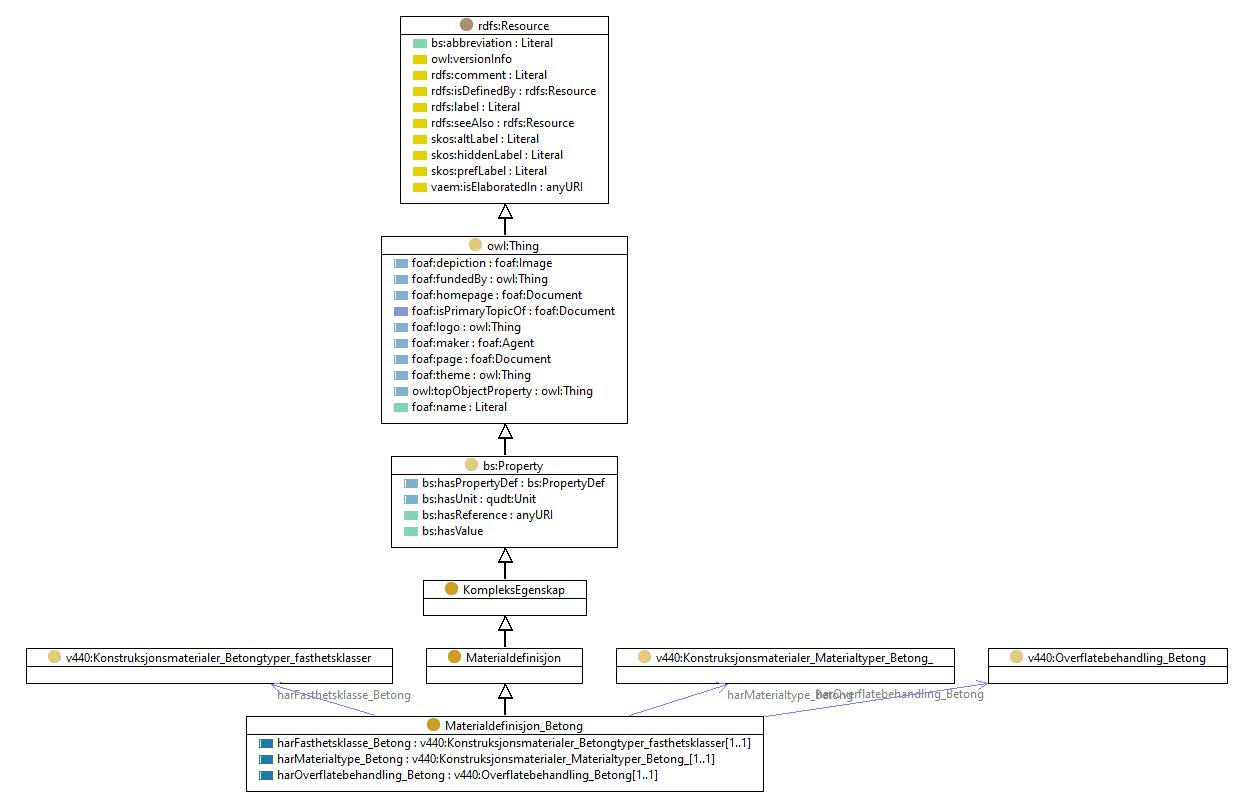 rdfs:Resource
bs:abbreviation : Literal
owl:versionInfo
rdfs:comment : Literal
rdfs:isDefinedBy : rdfs:Resource
rdfs:label : Literal
rdfs:seeAlso : rdfs:Resource
skos:altLabel : Literal
skos:hiddenLabel : Literal
skos:prefLabel : Literal
vaem:isElaboratedIn : anyURI
owl:Thing
foaf:depiction : foaf:Image
foaf:fundedBy : owl:Thing
foaf:homepage : foaf:Document
foaf:isPrimaryTopicOf : foaf:Document
foaf:logo : owl:Thing
foaf:maker : foaf:Agent
foaf:page : foaf:Document
foaf:theme : owl:Thing
owl:topObjectProperty : owl:Thing
foaf:name : Literal
bs:Property
bs:hasPropertyDef : bs:PropertyDef
bs:hasUnit : qudt:Unit
bs:hasReference : anyURI
bs:hasValue
KompleksEgenskap
v440:Konstruksjonsmaterialer_Betongtyper_fasthetsklasser
Materialdefinisjon
v440:Konstruksjonsmaterialer_Materialtyper_Betong_
v440:Overflatebehandling_Betong
harFasthetsklasse_Betong
harMaterialtype_Betong
harOverflatebehandling_Betong
Materialdefinisjon_Betong
harFasthetsklasse_Betong : v440:Konstruksjonsmaterialer_Betongtyper_fasthetsklasser[1..1]
harMaterialtype_Betong : v440:Konstruksjonsmaterialer_Materialtyper_Betong_[1..1]
harOverflatebehandling_Betong : v440:Overflatebehandling_Betong[1..1]